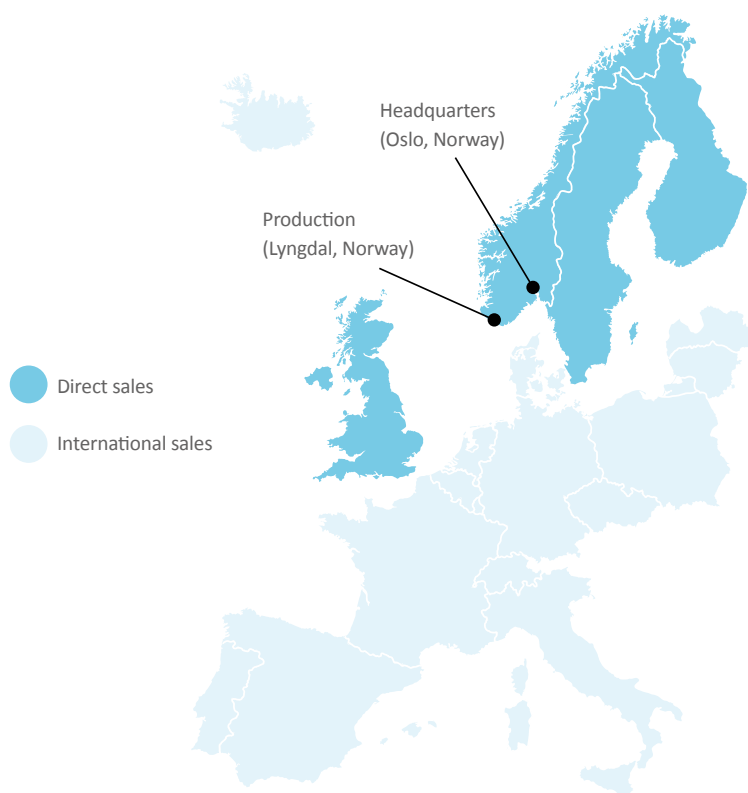 Headquarters
(Oslo, Norway)
Production
(Lyngdal, Norway)
Direct sales
International sales